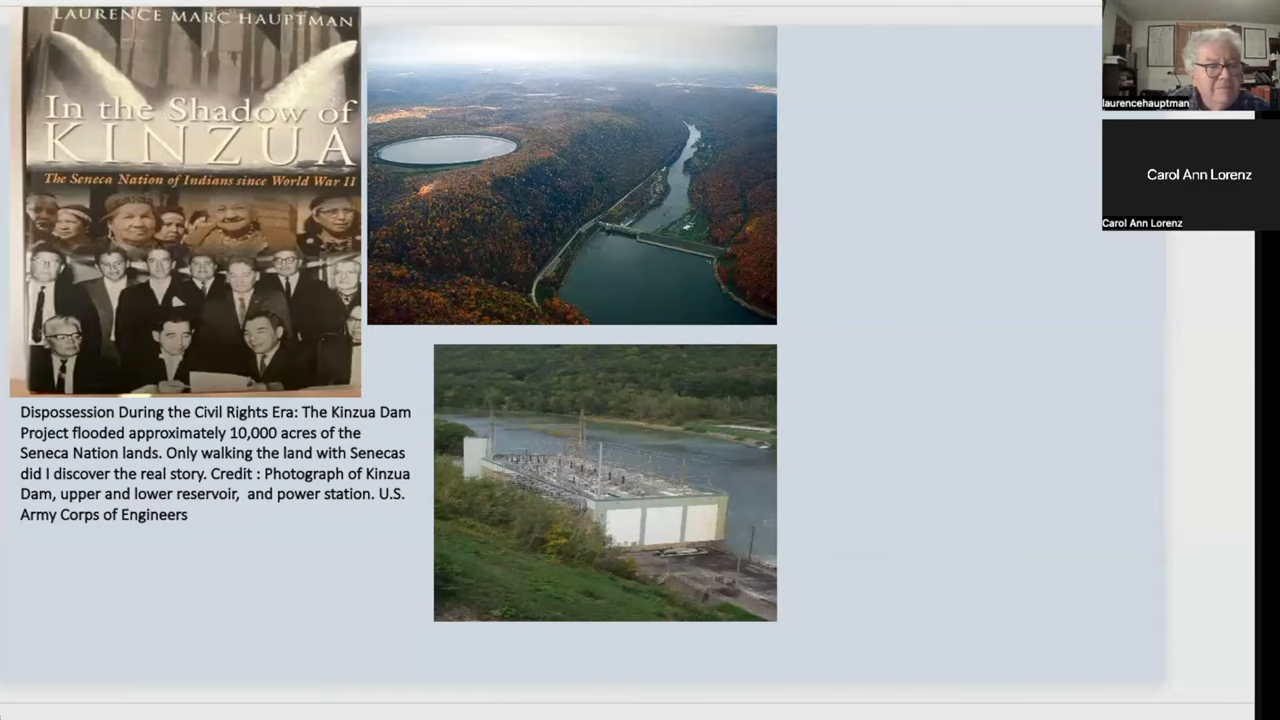 LAURENCE MARC HAUPTMAN
In the Shadow of
KINZUA
The Seneca Nation of Indians since World War II
Dispossession During the Civil Rights Era: The Kinzua Dam
Project flooded approximately 10,000 acres of the
Seneca Nation lands. Only walking the land with Senecas
did I discover the real story. Credit : Photograph of Kinzua
Dam, upper and lower reservoir, and power station. U.S.
Army Corps of Engineers
laurencehauptman
Carol Ann Lorenz
Carol Ann Lorenz